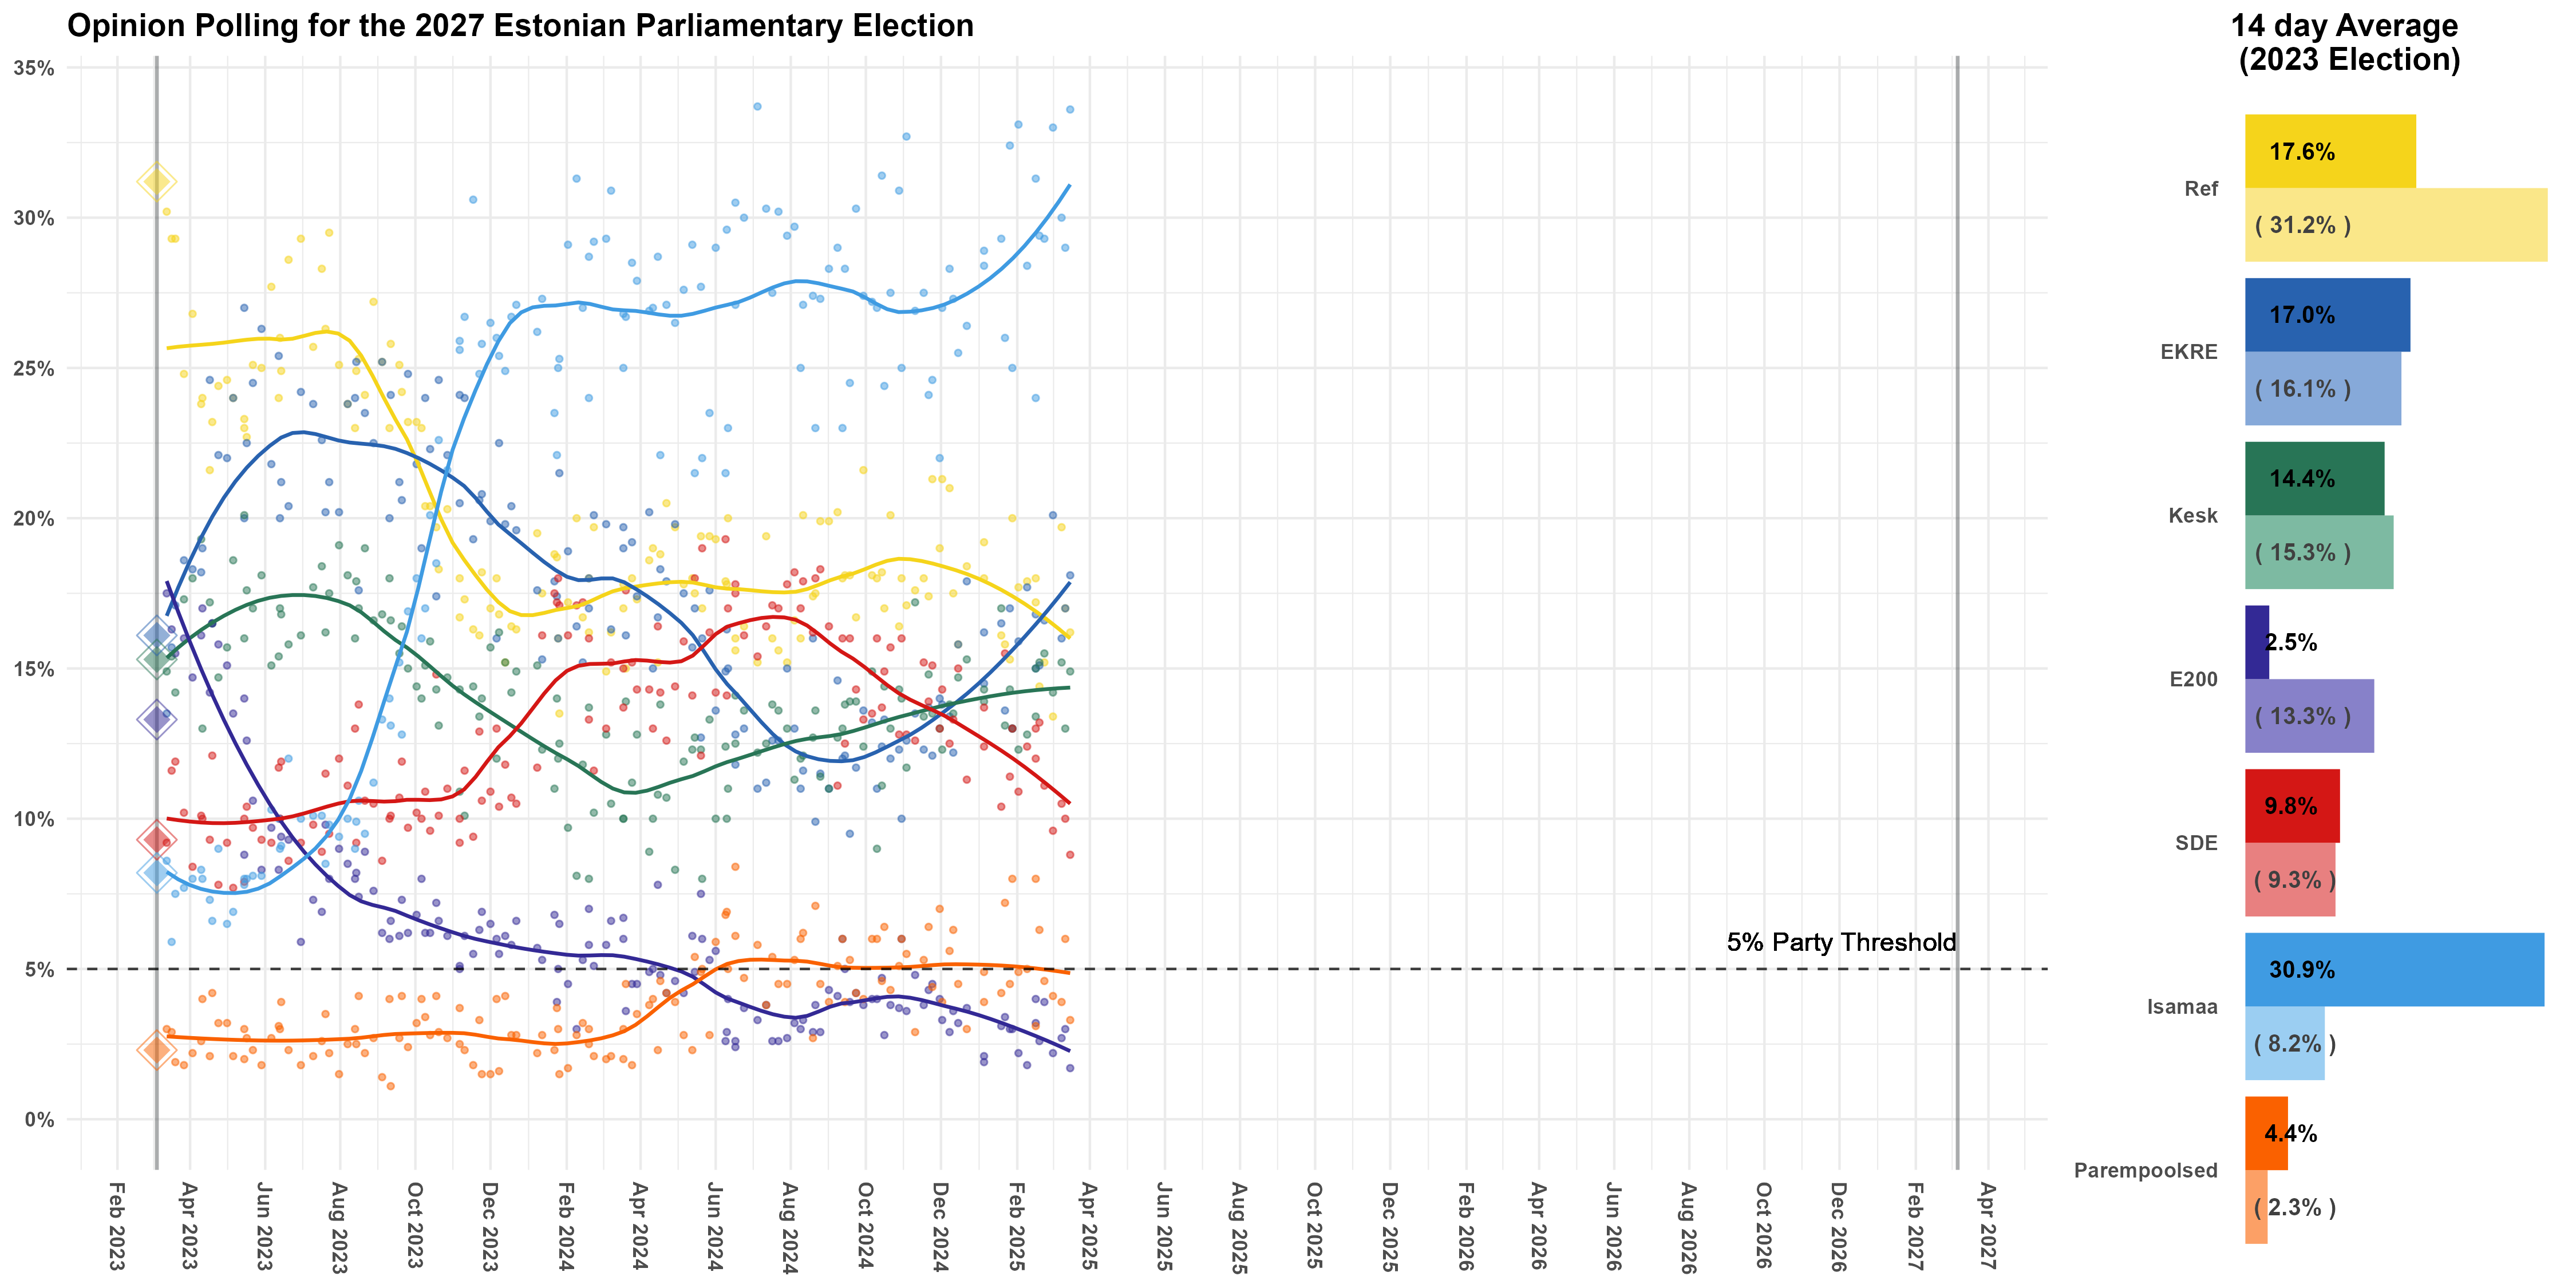 Opinion Polling for the 2027 Estonian Parliamentary Election
35%
30%
25%
20%
15%
10%
5%
0%
5% Party Threshold
Feb 2023
Apr 2023
Jun 2023
Aug 2023
Oct 2023
Dec 2023
Feb 2024
Apr 2024
Jun 2024
Aug 2024
Oct 2024
Dec 2024
Feb 2025
Apr 2025
Jun 2025
Aug 2025
Oct 2025
Dec 2025
Feb 2026
Apr 2026
Jun 2026
Aug 2026
Oct 2026
Dec 2026
Feb 2027
Apr 2027
14 day Average
(2023 Election)
Ref
17.6%
( 31.2% )
EKRE
17.0%
( 16.1% )
Kesk
14.4%
( 15.3% )
E200
2.5%
( 13.3% )
SDE
9.8%
( 9.3% )
Isamaa
30.9%
( 8.2% )
Parempoolsed
4.4%
( 2.3% )